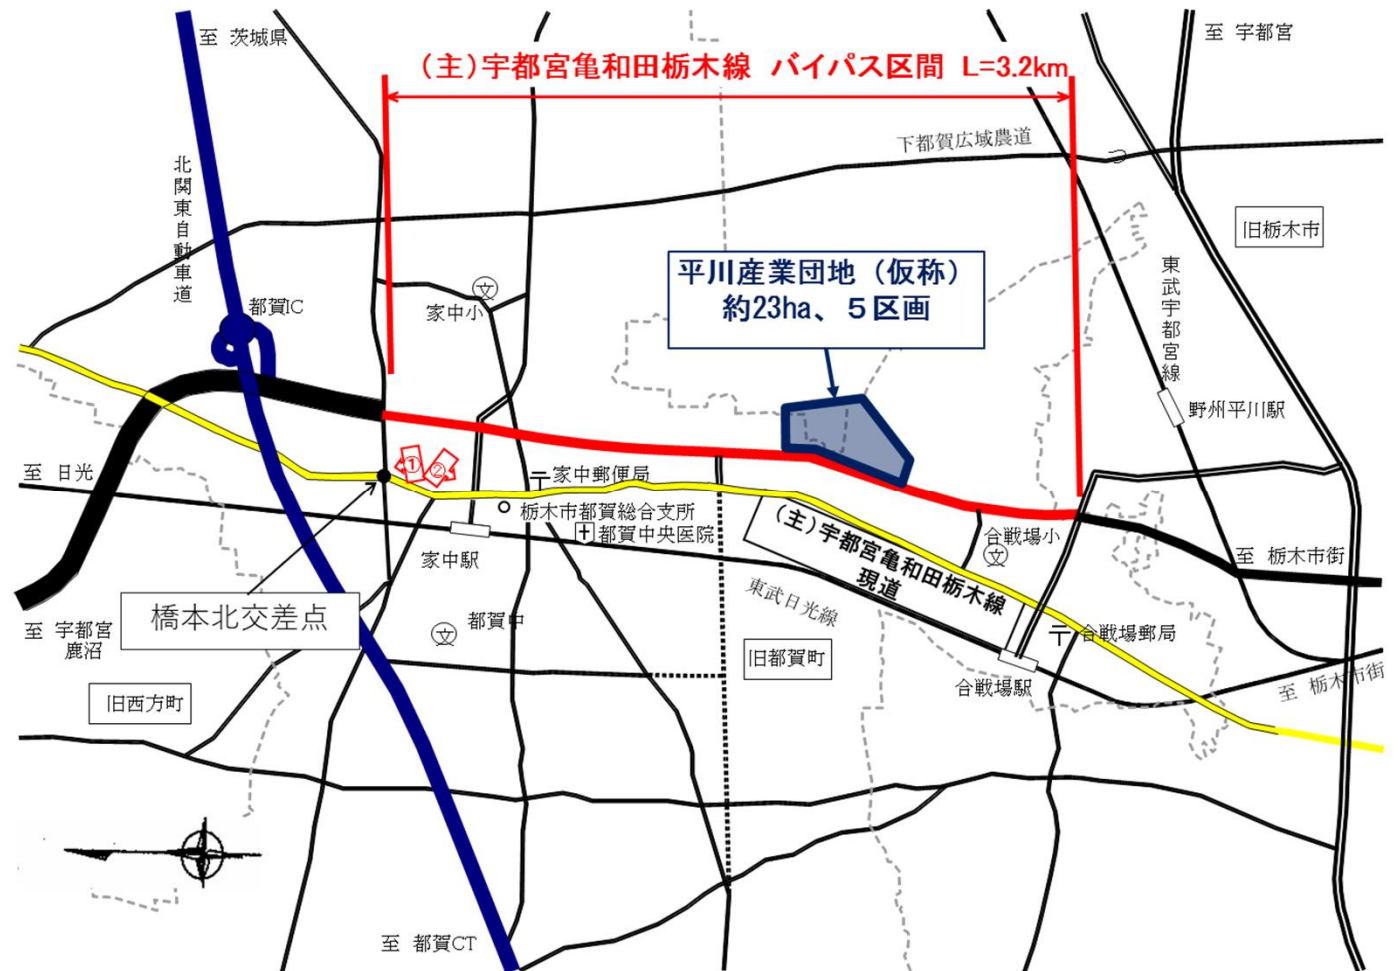 至 茨城県
至 宇都宮
(主)宇都宮亀和田栃木線 バイパス区間 L=3.2km
下都賀広域農道
北関東自動車道
旧栃木市
平川産業団地（仮称）
約23ha、５区画
東武宇都宮線
都賀IC
家中小
文
野州平川駅
至 日光
①
②
家中郵便局
栃木市都賀総合支所
都賀中央医院
家中駅
(主)宇都宮亀和田栃木線
現道
合戦場小
文
至 栃木市街
東武日光線
橋本北交差点
至 宇都宮
鹿沼
都賀中
文
合戦場郵局
旧都賀町
合戦場駅
至 栃木市街
旧西方町
至 都賀CT